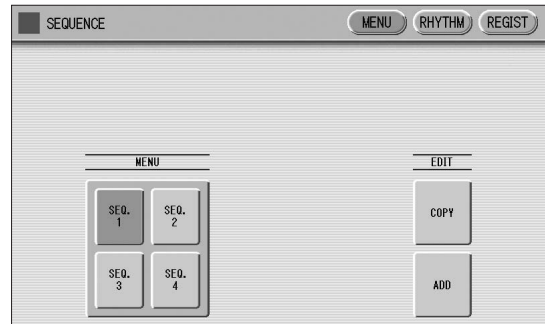 SEQUENCE MENU RHYTHM REGIST
MENU EDIT
SEQ. 1 SEQ. 2 COPY
SEQ. 3 SEQ. 4 ADD